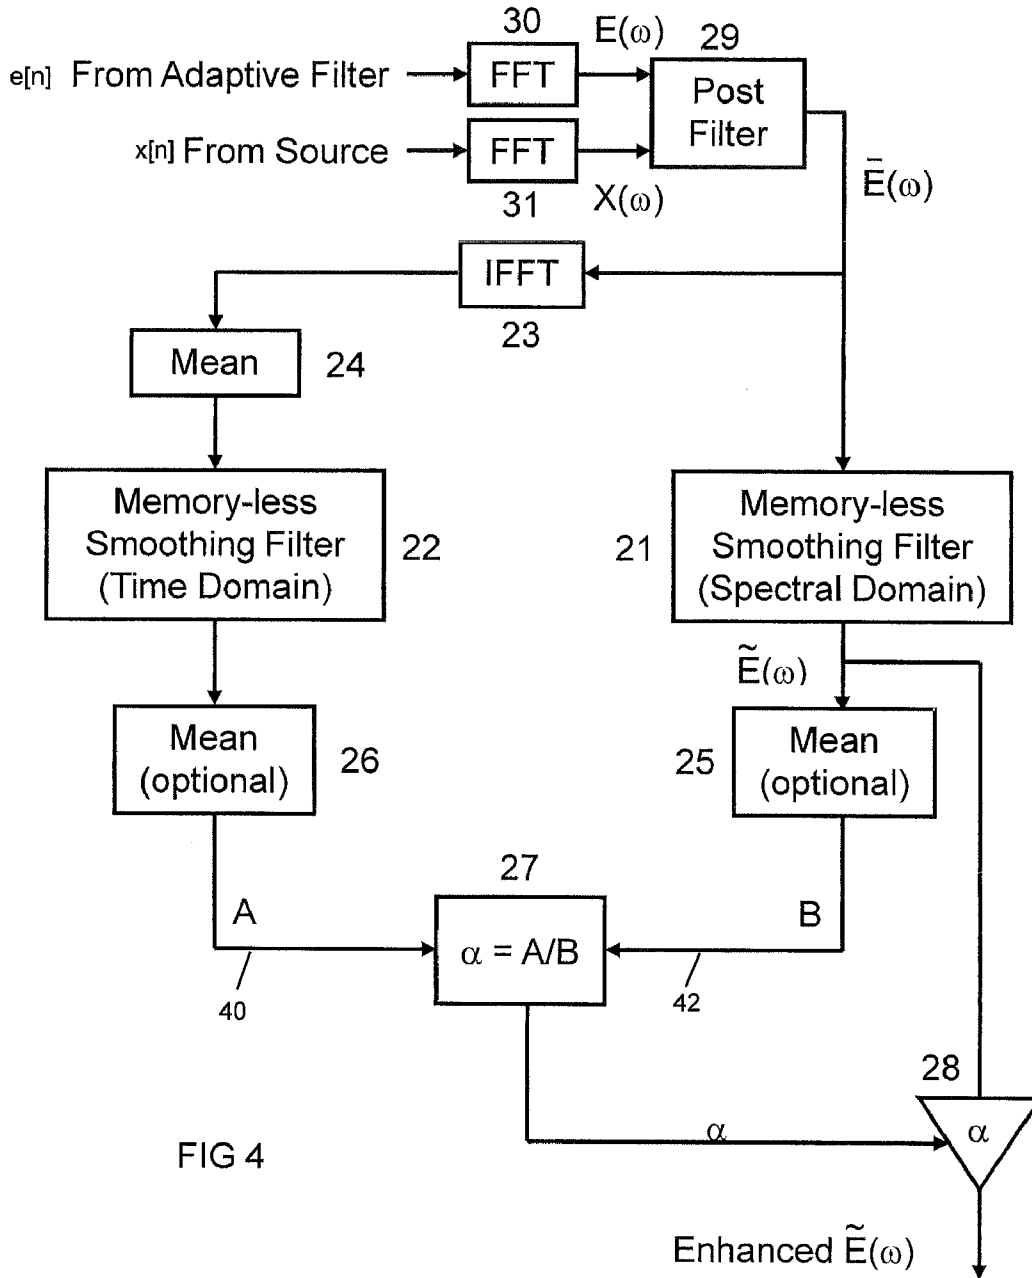 30
E(ω)
29
e[n] From Adaptive Filter
FFT
Post
Filter
x[n] From Source
FFT
31
X(ω)
Ē(ω)
IFFT
23
Mean
24
Memory-less
Smoothing Filter
(Time Domain)
22
21
Memory-less
Smoothing Filter
(Spectral Domain)
Ẽ(ω)
Mean
(optional)
26
25
Mean
(optional)
27
A
B
α = A/B
40
42
28
α
α
FIG 4
Enhanced Ẽ(ω)